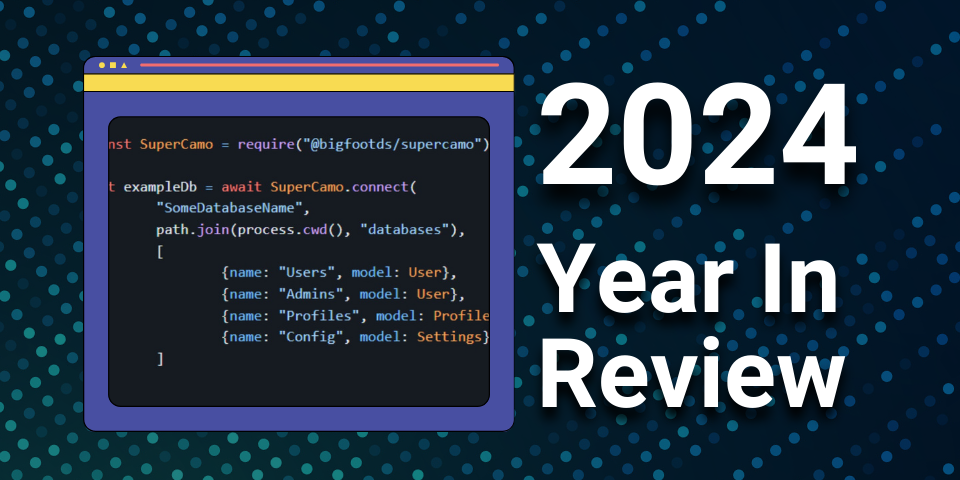 nst SuperCamo = require("@bigfootds/supercamo")
t exampleDb = await SuperCamo.connect(
"SomeDatabaseName",
path.join(process.cwd(), "databases"),
[
{name: "Users", model: User},
{name: "Admins", model: User},
{name: "Profiles", model: Profile
{name: "Config", model: Settings}
]
2024
Year In
Review